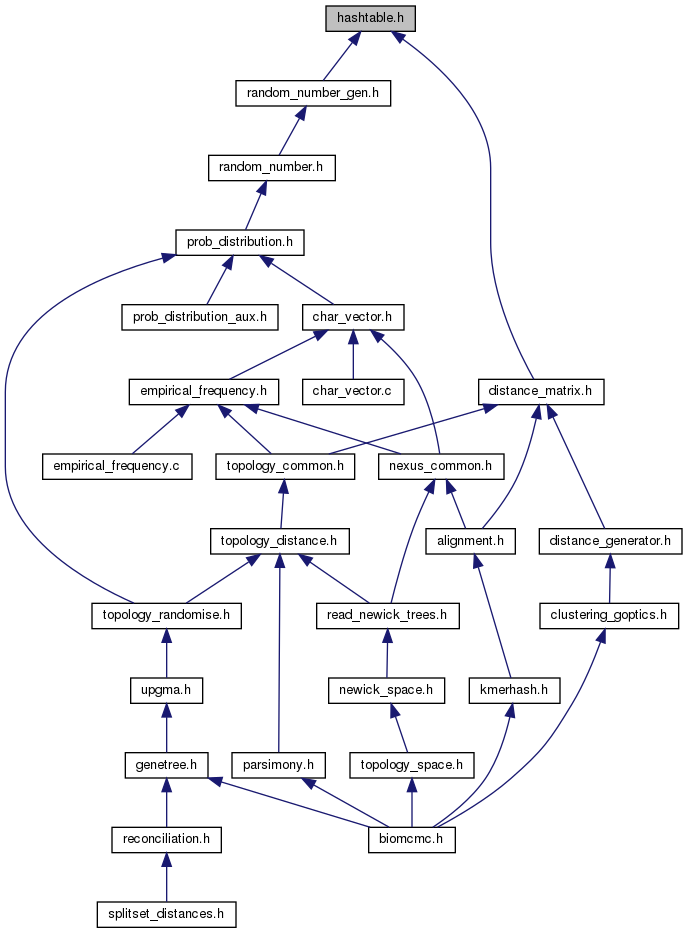 hashtable.h
random_number_gen.h
random_number.h
prob_distribution.h
prob_distribution_aux.h
char_vector.h
empirical_frequency.h
char_vector.c
distance_matrix.h
empirical_frequency.c
topology_common.h
nexus_common.h
topology_distance.h
alignment.h
distance_generator.h
topology_randomise.h
read_newick_trees.h
clustering_goptics.h
upgma.h
newick_space.h
kmerhash.h
genetree.h
parsimony.h
topology_space.h
reconciliation.h
biomcmc.h
splitset_distances.h